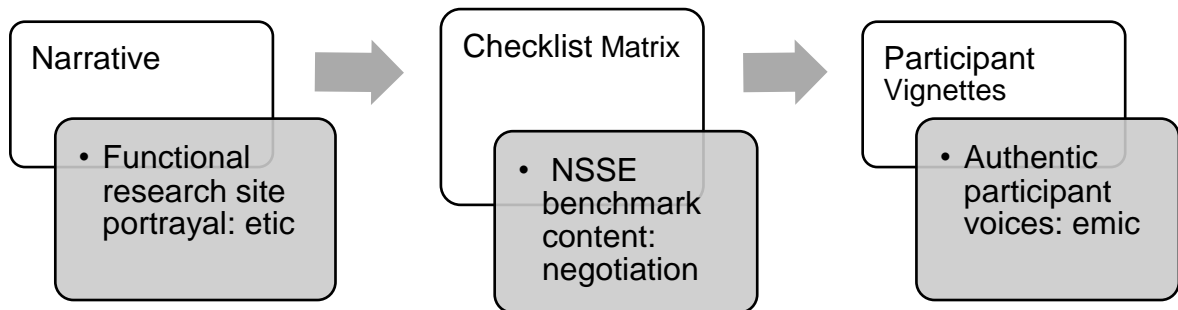 Narrative
• Functional
research site
portrayal: etic
Checklist Matrix
• NSSE
benchmark
content:
negotiation
Participant
Vignettes
• Authentic
participant
voices: emic